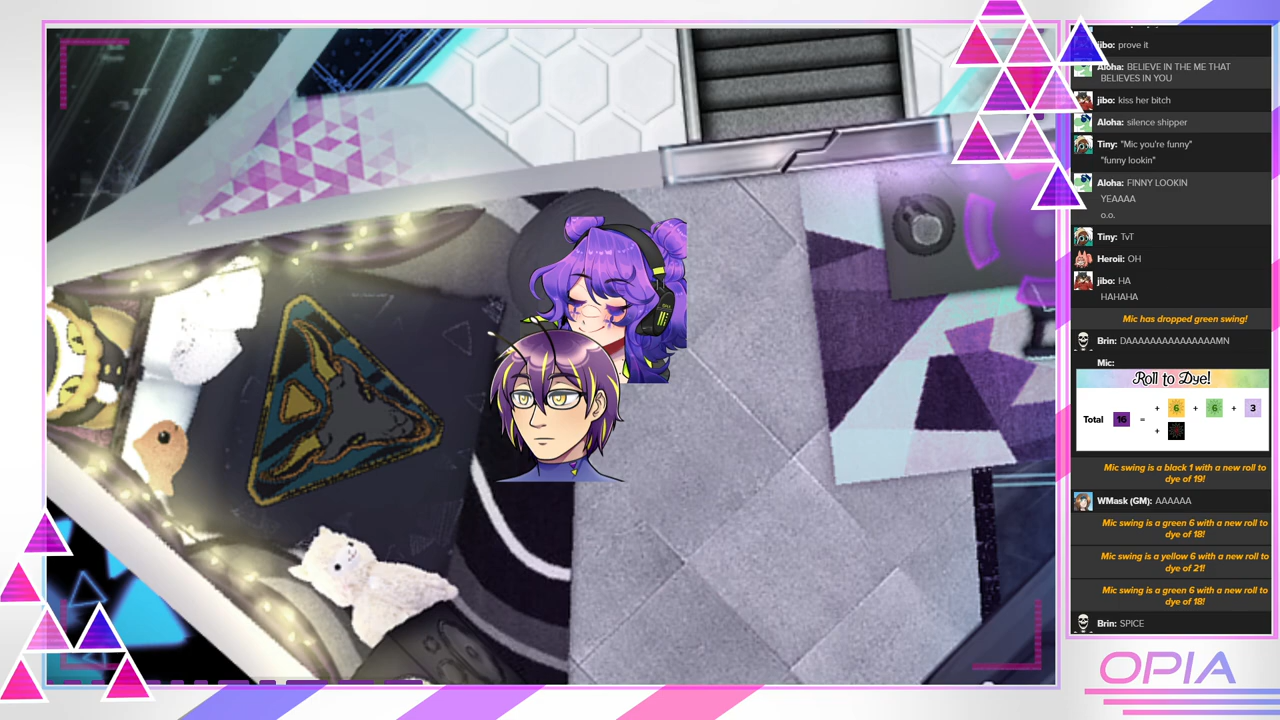 jibo: prove it
Aloha: BELIEVE IN THE ME THAT
BELIEVES IN YOU
jibo: kiss her bitch
Aloha: silence shipper
Tiny: "Mic you're funny"
"funny lookin"
Aloha: FINNY LOOKIN
YEAAAA
o.o.
Tiny: TvT
Heroii: OH
jibo: HA
HAHAHA
Mic has dropped green swing!
Brin: DAAAAAAAAAAAAAAAMN
Mic:
Roll to Dye!
Total 16 = + 6 + 6 + 3
+
Mic swing is a black 1 with a new roll to
dye of 19!
WMask (GM): AAAAAA
Mic swing is a green 6 with a new roll to
dye of 18!
Mic swing is a yellow 6 with a new roll to
dye of 21!
Mic swing is a green 6 with a new roll to
dye of 18!
Brin: SPICE
OPIA